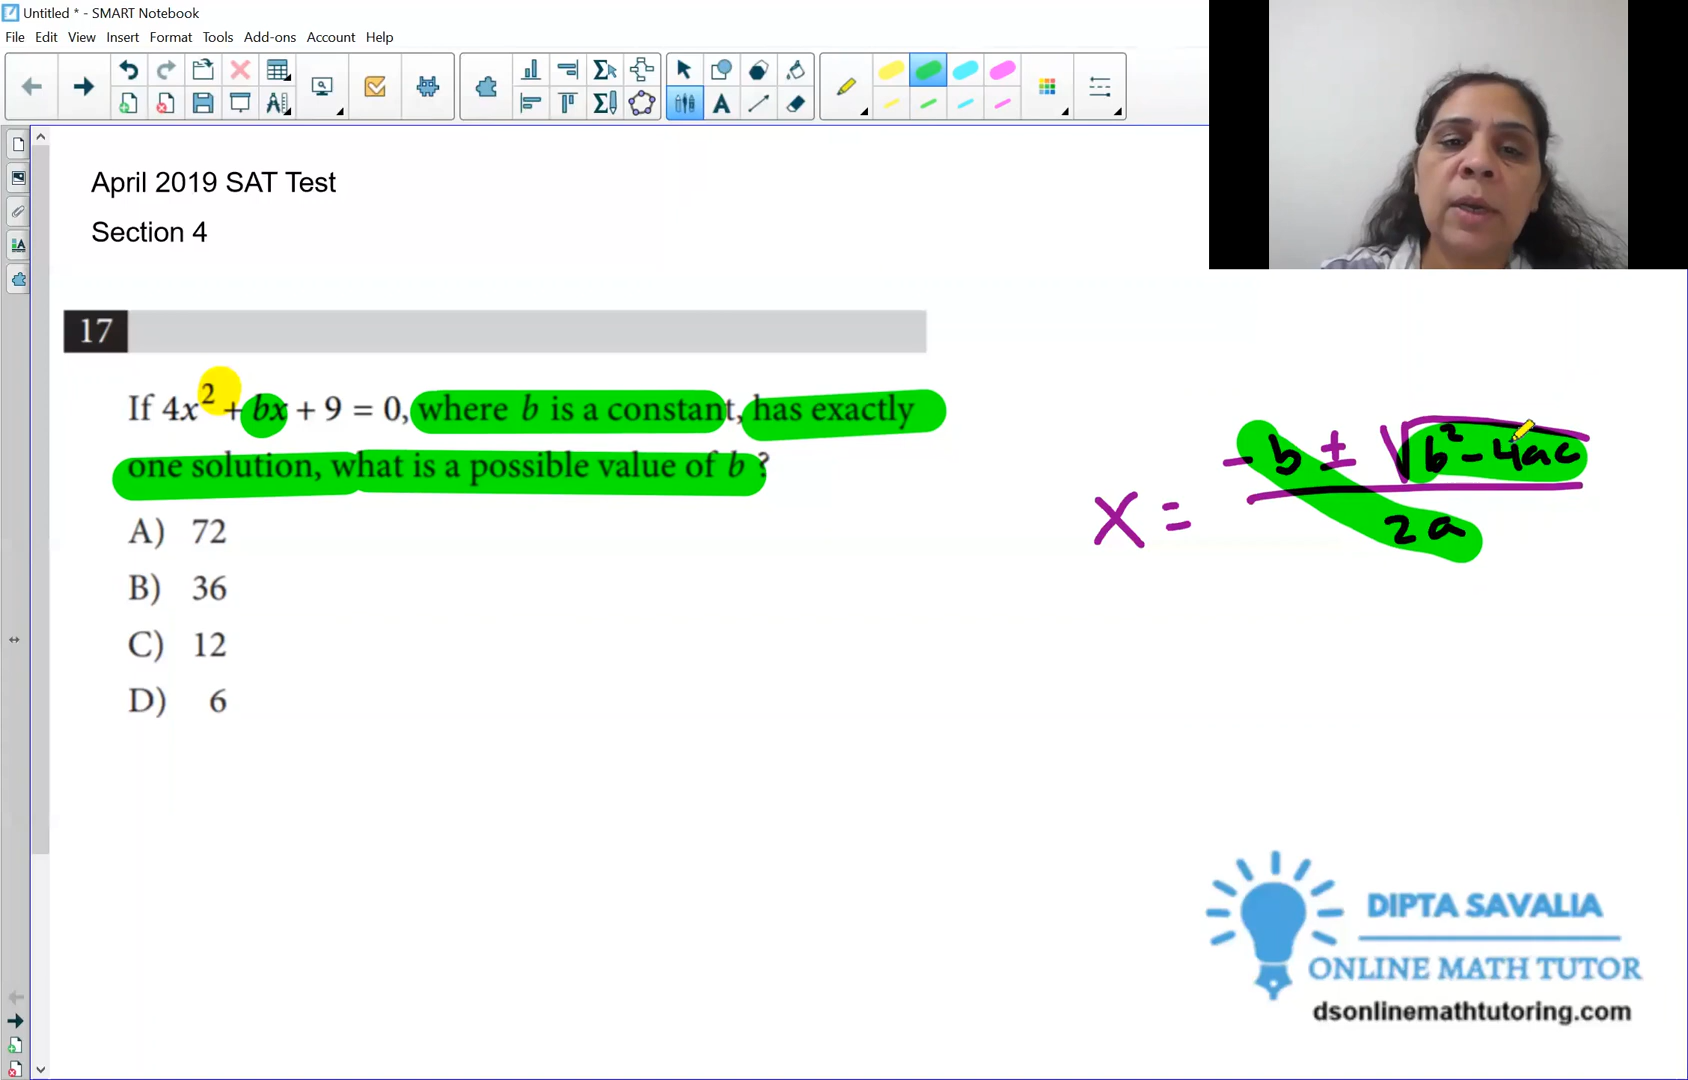 Untitled * - SMART Notebook
File Edit View Insert Format Tools Add-ons Account Help
April 2019 SAT Test
Section 4
17
If 4x² + bx + 9 = 0, where b is a constant, has exactly
one solution, what is a possible value of b ?
A) 72
B) 36
C) 12
D) 6
x = -b ± √b² - 4ac
2a
DIPTA SAVALIA
ONLINE MATH TUTOR
dsonlinemathtutoring.com